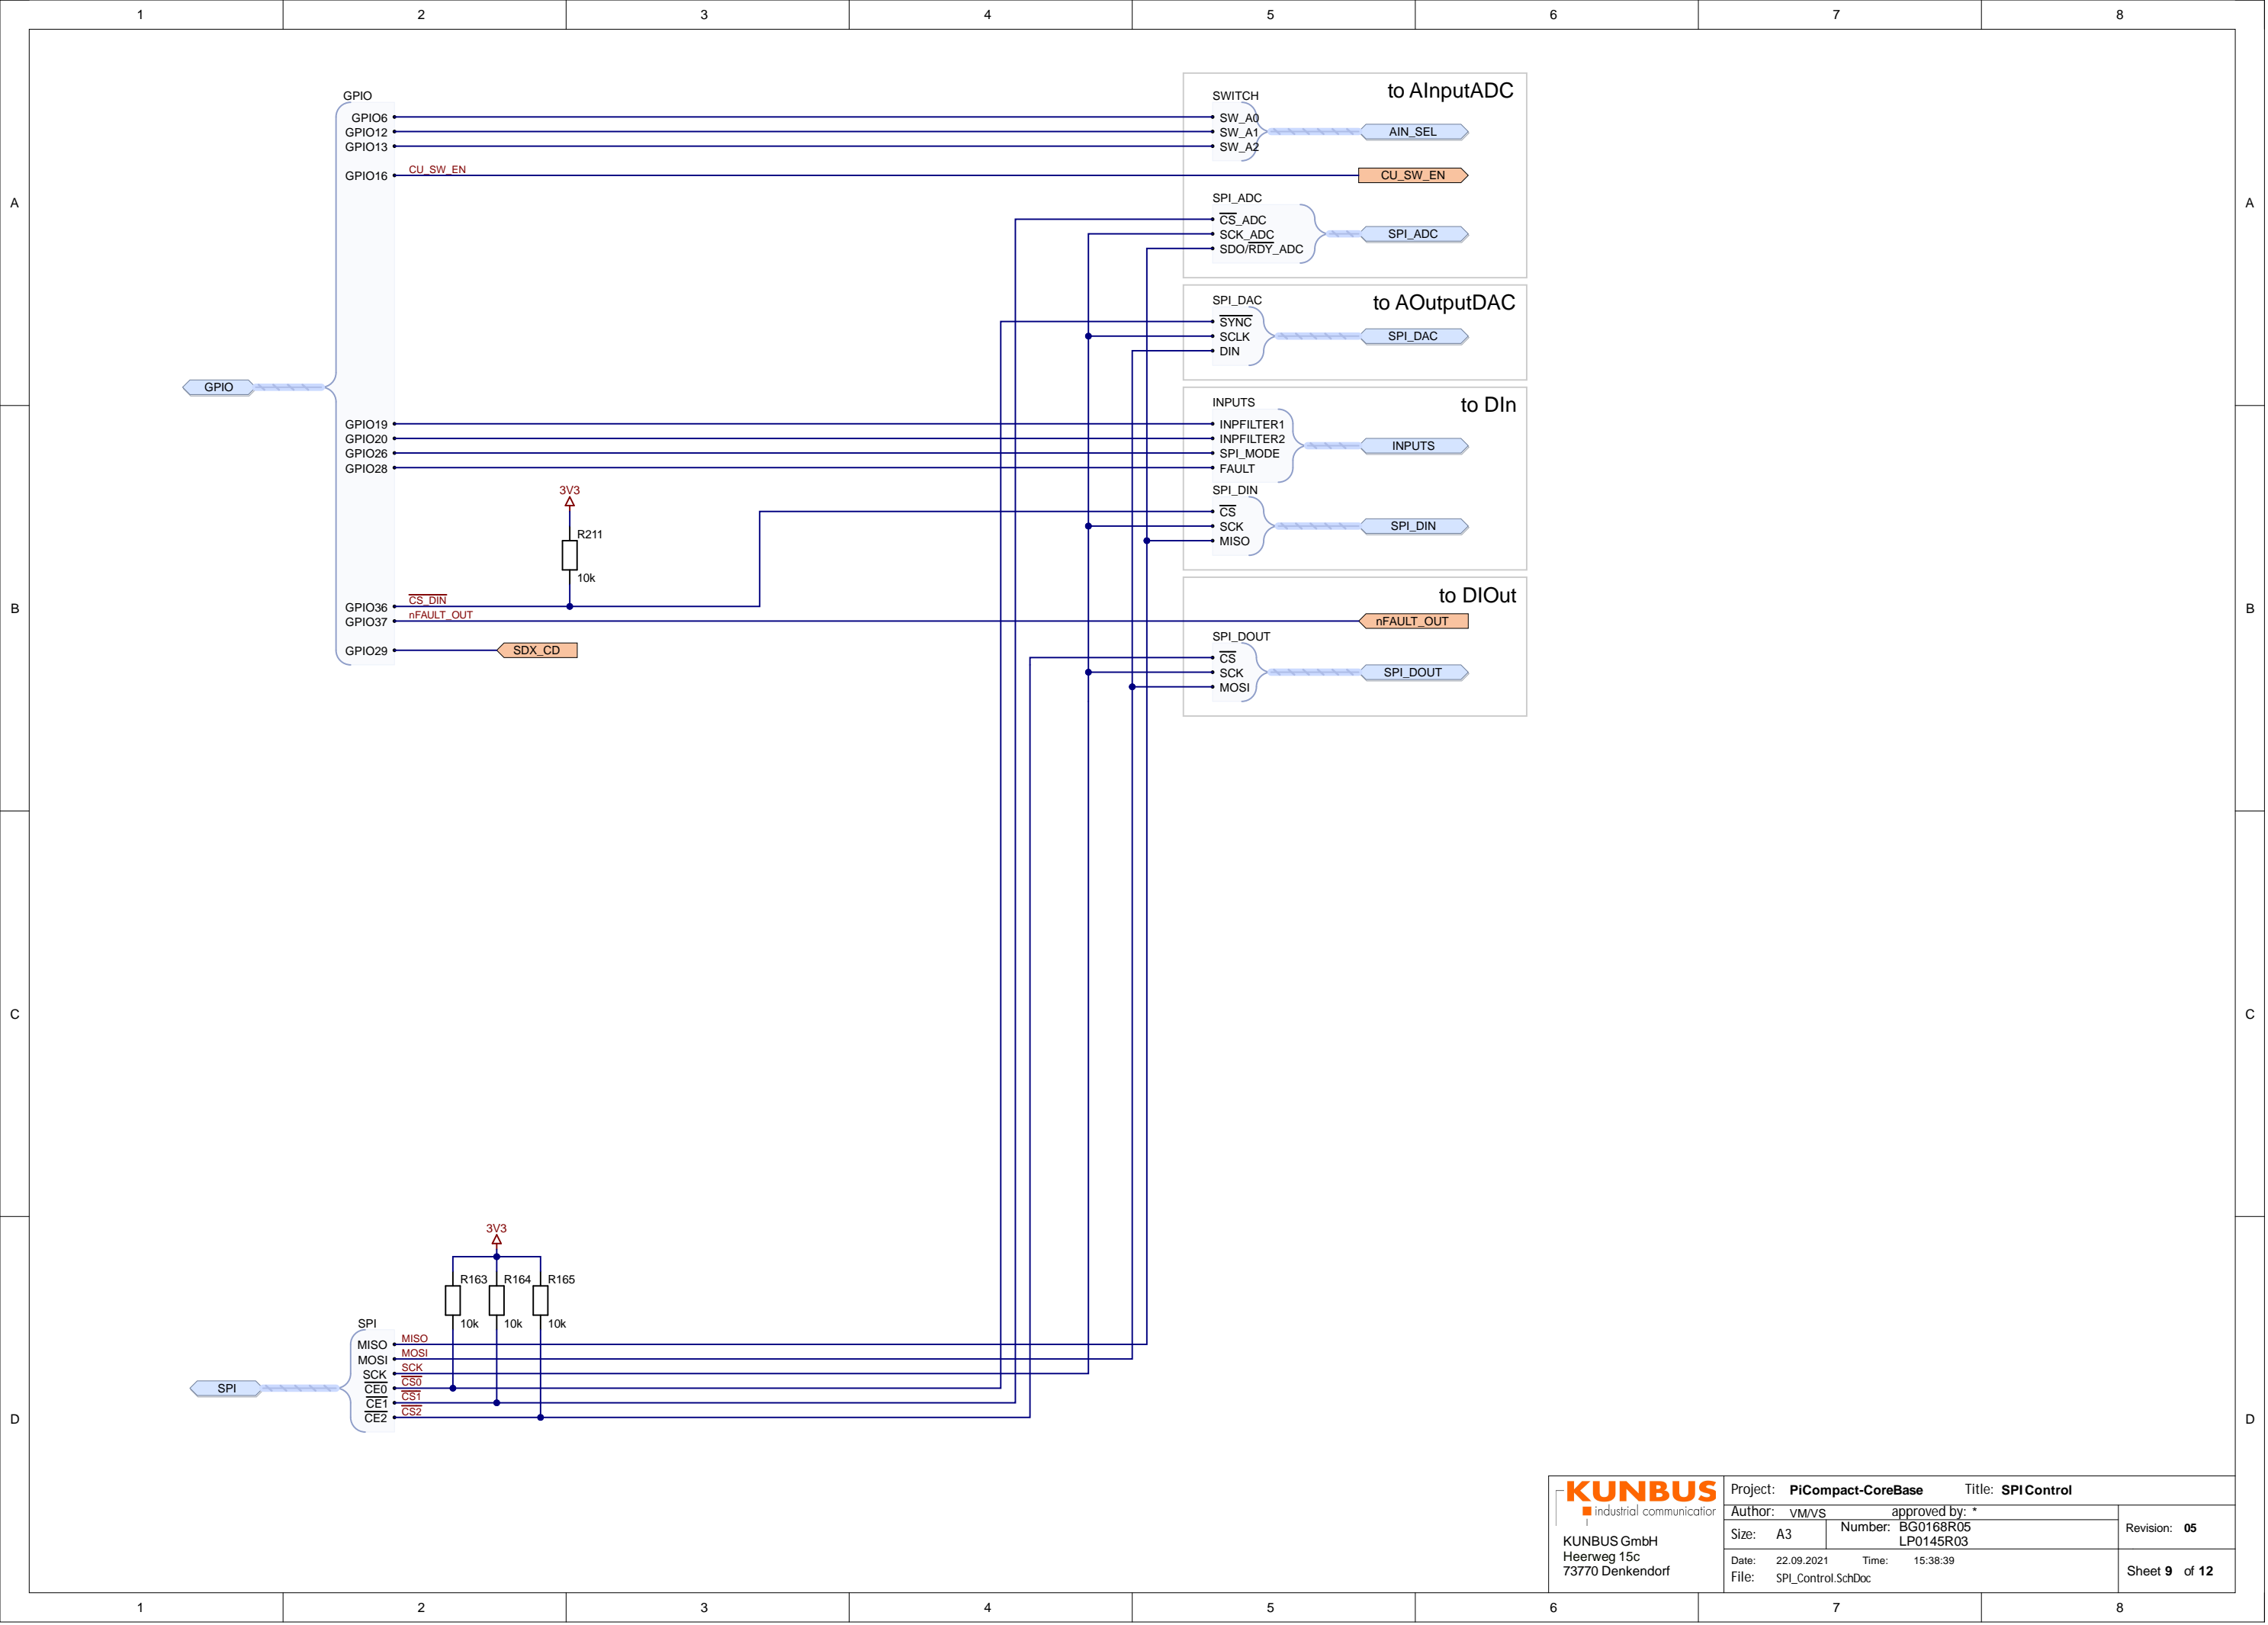 1 2 3 4 5 6 7 8
to AInputADC
GPIO SWITCH
GPIO6 SW_A0
GPIO12 SW_A1 AIN_SEL
GPIO13 SW_A2
GPIO16 CU_SW_EN CU_SW_EN
A A
SPI_ADC
CS_ADC
SCK_ADC SPI_ADC
SDO/RDY_ADC
SPI_DAC to AOutputDAC
SYNC
SCLK SPI_DAC
DIN
GPIO
INPUTS to DIn
GPIO19 INPFILTER1
GPIO20 INPFILTER2 INPUTS
GPIO26 SPI_MODE
GPIO28 FAULT
3V3 SPI_DIN
CS
R211 SCK SPI_DIN
MISO
10k
to DIOut
GPIO36 CS_DIN
B B
GPIO37 nFAULT_OUT nFAULT_OUT
SPI_DOUT
GPIO29 SDX_CD
CS
SCK SPI_DOUT
MOSI
C C
3V3
R163 R164 R165
10k 10k 10k
SPI
MISO MISO
MOSI MOSI
SCK SCK
SPI CE0 CS0
CE1 CS1
CE2 CS2
D D
KUNBUS
industrial communication
KUNBUS GmbH
Heerweg 15c
73770 Denkendorf
Project: PiCompact-CoreBase Title: SPI Control
Author: VM/VS approved by: *
Size: A3 Number: BG0168R05
LP0145R03
Revision: 05
Date: 22.09.2021 Time: 15:38:39
File: SPI_Control.SchDoc
Sheet 9 of 12
1 2 3 4 5 6 7 8